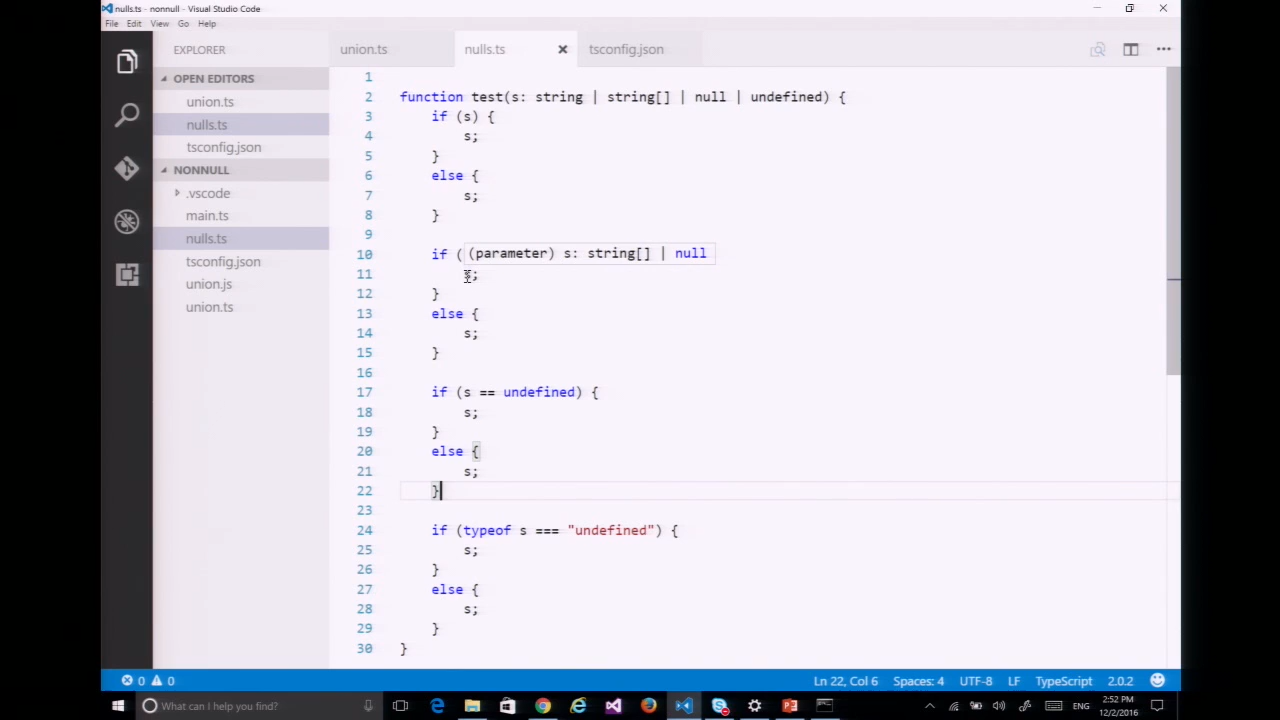 nulls.ts - nonnull - Visual Studio Code
File Edit View Go Help
EXPLORER
OPEN EDITORS
union.ts
nulls.ts
tsconfig.json
NONNULL
.vscode
main.ts
nulls.ts
tsconfig.json
union.js
union.ts
union.ts nulls.ts tsconfig.json
1
2 function test(s: string | string[] | null | undefined) {
3 if (s) {
4 s;
5 }
6 else {
7 s;
8 }
9
10 if ( (parameter) s: string[] | null
11 s;
12 }
13 else {
14 s;
15 }
16
17 if (s == undefined) {
18 s;
19 }
20 else {
21 s;
22 }
23
24 if (typeof s === "undefined") {
25 s;
26 }
27 else {
28 s;
29 }
30 }
0 0 Ln 22, Col 6 Spaces: 4 UTF-8 LF TypeScript 2.0.2
What can I help you find? ENG 2:52 PM
12/2/2016